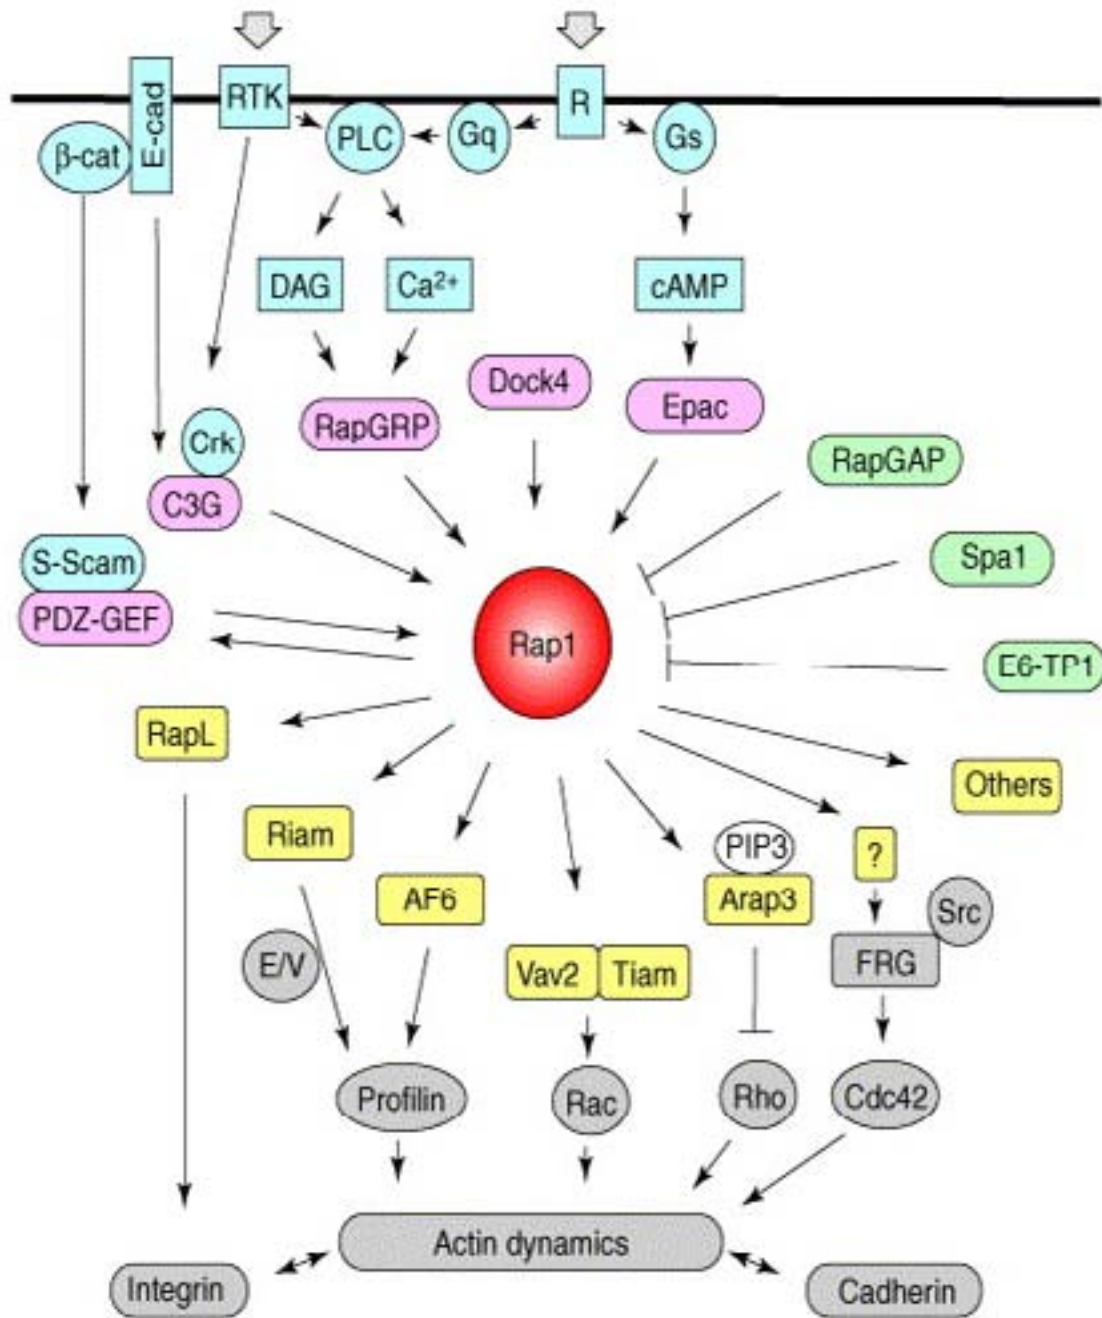 E-cad
RTK
R
β-cat
PLC
Gq
Gs
DAG
Ca²⁺
cAMP
Dock4
Epac
RapGRP
Crk
C3G
RapGAP
S-Scam
PDZ-GEF
Spa1
Rap1
E6-TP1
RapL
Others
Riam
PIP3
?
AF6
Arap3
Src
E/V
Vav2
Tiam
FRG
Profilin
Rac
Rho
Cdc42
Actin dynamics
Integrin
Cadherin